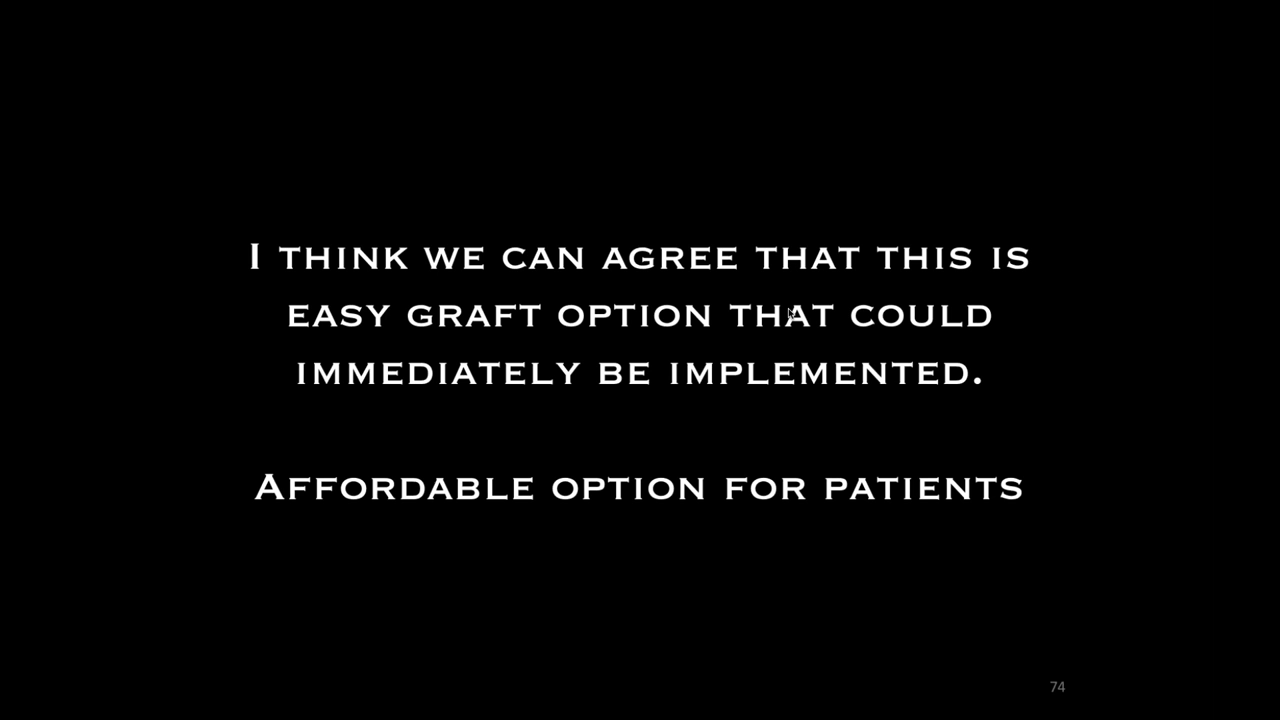 I THINK WE CAN AGREE THAT THIS IS
EASY GRAFT OPTION THAT COULD
IMMEDIATELY BE IMPLEMENTED.
AFFORDABLE OPTION FOR PATIENTS
74